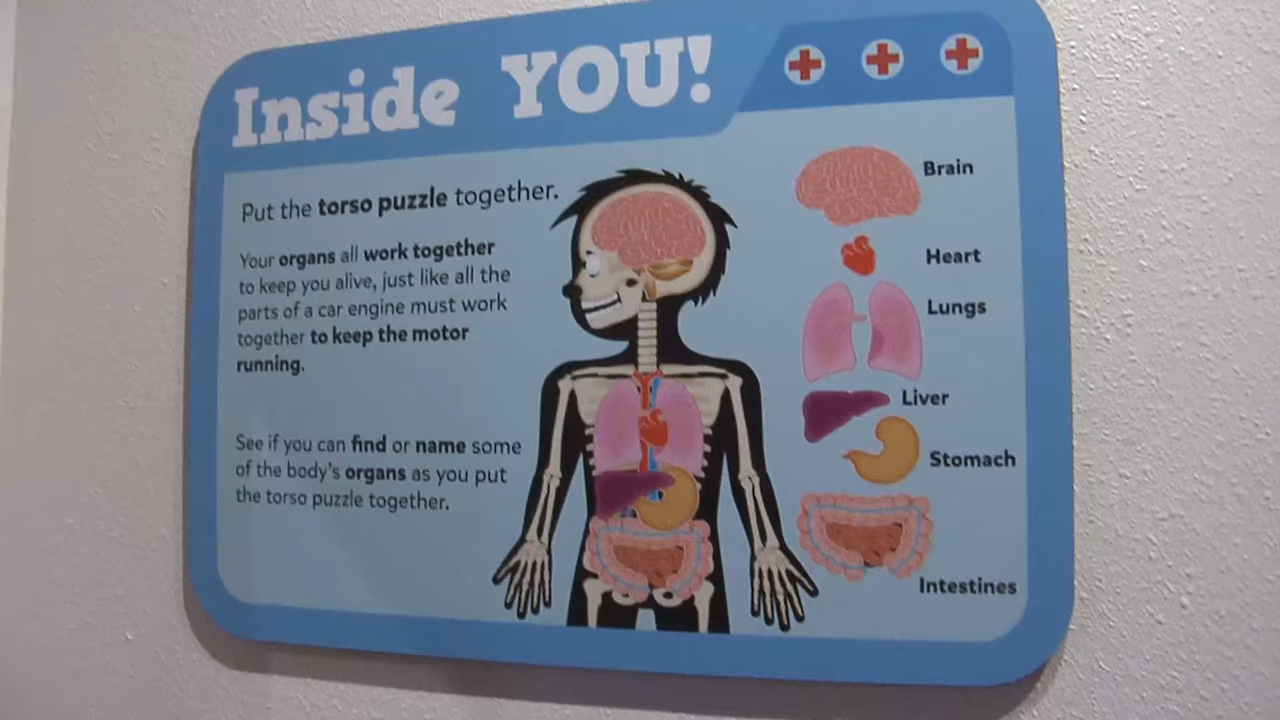 Inside YOU!
Put the torso puzzle together.
Your organs all work together
to keep you alive, just like all the
parts of a car engine must work
together to keep the motor
running.
See if you can find or name some
of the body's organs as you put
the torso puzzle together.
Brain
Heart
Lungs
Liver
Stomach
Intestines